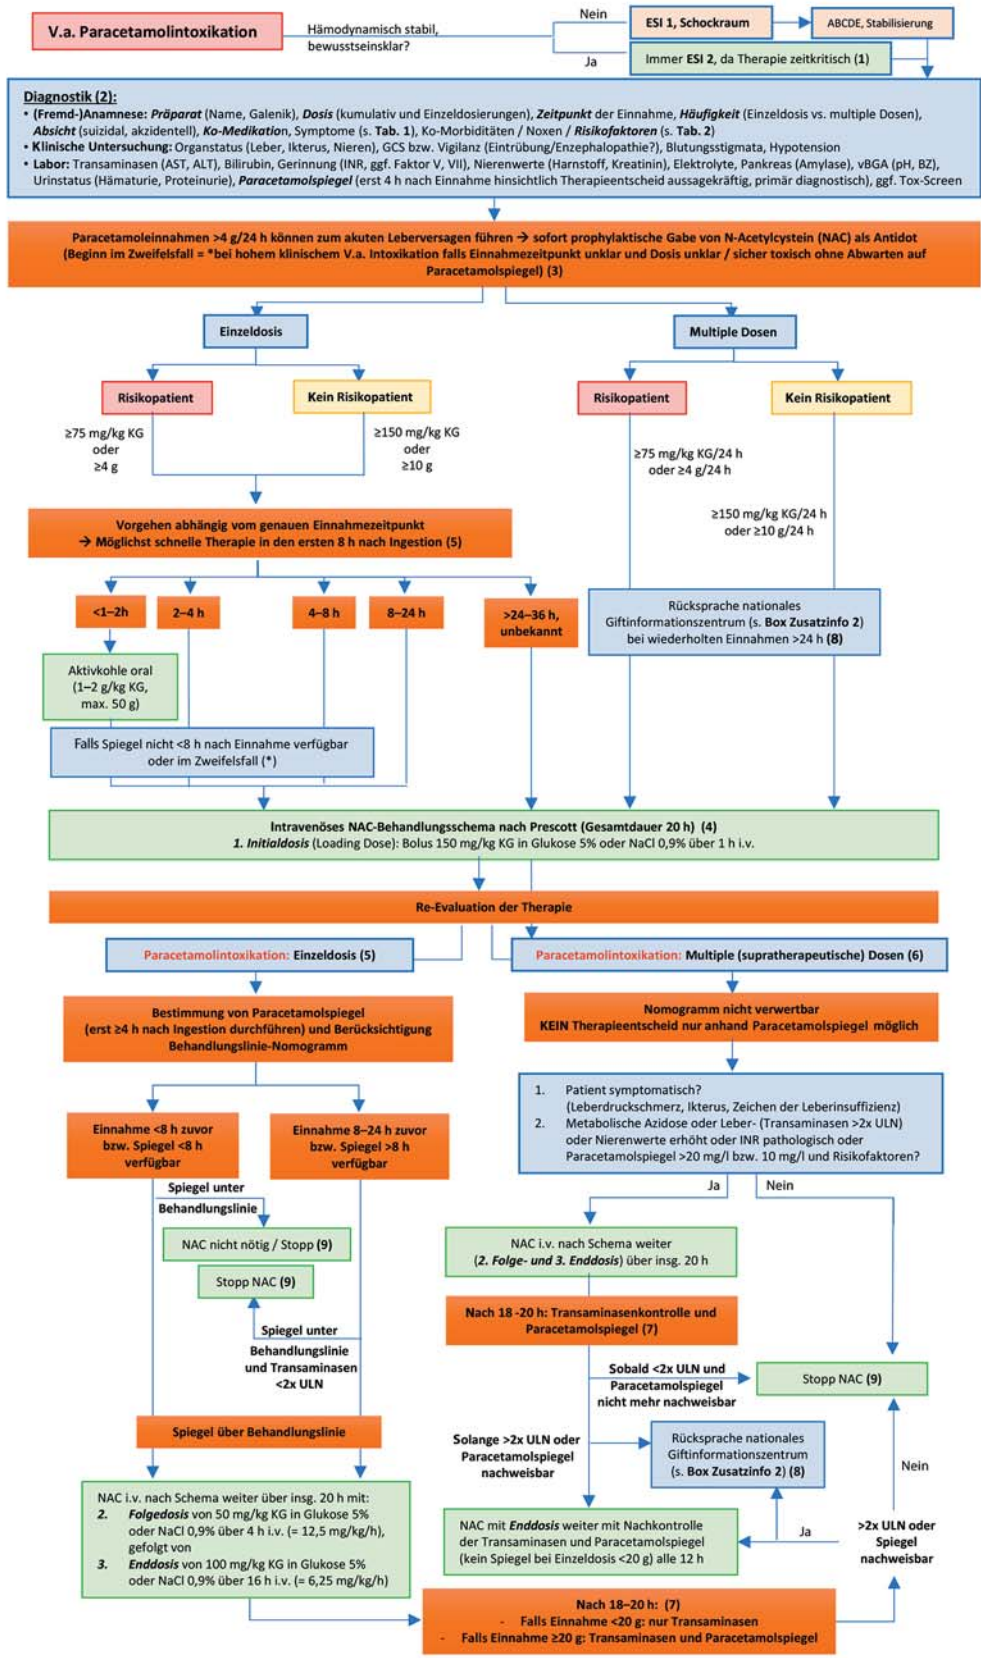 V.a. Paracetamolintoxikation
Hämodynamisch stabil,
bewusstseinsklar?
Nein
ESI 1, Schockraum
ABCDE, Stabilisierung
Ja
Immer ESI 2, da Therapie zeitkritisch (1)
Diagnostik (2):
• (Fremd-)Anamnese: Präparat (Name, Galenik), Dosis (kumulativ und Einzeldosierungen), Zeitpunkt der Einnahme, Häufigkeit (Einzeldosis vs. multiple Dosen),
Absicht (suizidal, akzidentell), Ko-Medikation, Symptome (s. Tab. 1), Ko-Morbiditäten / Noxen / Risikofaktoren (s. Tab. 2)
• Klinische Untersuchung: Organstatus (Leber, Ikterus, Nieren), GCS bzw. Vigilanz (Eintrübung/Enzephalopathie?), Blutungsstigmata, Hypotension
• Labor: Transaminasen (AST, ALT), Bilirubin, Gerinnung (INR, ggf. Faktor V, VII), Nierenwerte (Harnstoff, Kreatinin), Elektrolyte, Pankreas (Amylase), vBGA (pH, BZ),
Urinstatus (Hämaturie, Proteinurie), Paracetamolspiegel (erst 4 h nach Einnahme hinsichtlich Therapieentscheid aussagekräftig, primär diagnostisch), ggf. Tox-Screen
Paracetamoleinnahmen >4 g/24 h können zum akuten Leberversagen führen → sofort prophylaktische Gabe von N-Acetylcystein (NAC) als Antidot
(Beginn im Zweifelsfall = *bei hohem klinischem V.a. Intoxikation falls Einnahmezeitpunkt unklar und Dosis unklar / sicher toxisch ohne Abwarten auf
Paracetamolspiegel) (3)
Einzeldosis
Multiple Dosen
Risikopatient
Kein Risikopatient
Risikopatient
Kein Risikopatient
≥75 mg/kg KG
oder
≥4 g
≥150 mg/kg KG
oder
≥10 g
≥75 mg/kg KG/24 h
oder ≥4 g/24 h
≥150 mg/kg KG/24 h
oder ≥10 g/24 h
Vorgehen abhängig vom genauen Einnahmezeitpunkt
→ Möglichst schnelle Therapie in den ersten 8 h nach Ingestion (5)
<1–2h
2–4 h
4–8 h
8–24 h
>24–36 h,
unbekannt
Rücksprache nationales
Giftinformationszentrum (s. Box Zusatzinfo 2)
bei wiederholten Einnahmen >24 h (8)
Aktivkohle oral
(1–2 g/kg KG,
max. 50 g)
Falls Spiegel nicht <8 h nach Einnahme verfügbar
oder im Zweifelsfall (*)
Intravenöses NAC-Behandlungsschema nach Prescott (Gesamtdauer 20 h) (4)
1. Initialdosis (Loading Dose): Bolus 150 mg/kg KG in Glukose 5% oder NaCl 0,9% über 1 h i.v.
Re-Evaluation der Therapie
Paracetamolintoxikation: Einzeldosis (5)
Paracetamolintoxikation: Multiple (supratherapeutische) Dosen (6)
Bestimmung von Paracetamolspiegel
(erst ≥4 h nach Ingestion durchführen) und Berücksichtigung
Behandlungslinie-Nomogramm
Nomogramm nicht verwertbar
KEIN Therapieentscheid nur anhand Paracetamolspiegel möglich
1. Patient symptomatisch?
(Leberdruckschmerz, Ikterus, Zeichen der Leberinsuffizienz)
2. Metabolische Azidose oder Leber- (Transaminasen >2x ULN)
oder Nierenwerte erhöht oder INR pathologisch oder
Paracetamolspiegel >20 mg/l bzw. 10 mg/l und Risikofaktoren?
Einnahme <8 h zuvor
bzw. Spiegel <8 h
verfügbar
Einnahme 8–24 h zuvor
bzw. Spiegel >8 h
verfügbar
Ja
Nein
Spiegel unter
Behandlungslinie
NAC nicht nötig / Stopp (9)
Stopp NAC (9)
Spiegel unter
Behandlungslinie
und Transaminasen
<2x ULN
NAC i.v. nach Schema weiter
(2. Folge- und 3. Enddosis) über insg. 20 h
Nach 18 -20 h: Transaminasenkontrolle und
Paracetamolspiegel (7)
Sobald <2x ULN und
Paracetamolspiegel
nicht mehr nachweisbar
Stopp NAC (9)
Spiegel über Behandlungslinie
Solange >2x ULN oder
Paracetamolspiegel
nachweisbar
Rücksprache nationales
Giftinformationszentrum
(s. Box Zusatzinfo 2) (8)
Nein
NAC i.v. nach Schema weiter über insg. 20 h mit:
2. Folgedosis von 50 mg/kg KG in Glukose 5%
oder NaCl 0,9% über 4 h i.v. (= 12,5 mg/kg/h),
gefolgt von
3. Enddosis von 100 mg/kg KG in Glukose 5%
oder NaCl 0,9% über 16 h i.v. (= 6,25 mg/kg/h)
NAC mit Enddosis weiter mit Nachkontrolle
der Transaminasen und Paracetamolspiegel
(kein Spiegel bei Einzeldosis <20 g) alle 12 h
Ja
>2x ULN oder
Spiegel
nachweisbar
Nach 18–20 h: (7)
- Falls Einnahme <20 g: nur Transaminasen
- Falls Einnahme ≥20 g: Transaminasen und Paracetamolspiegel